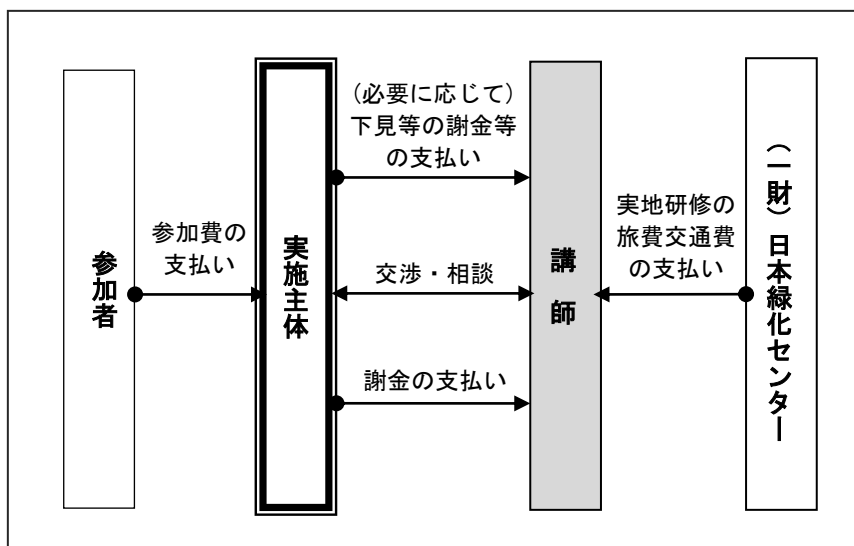 参加者
参加費の
支払い
実施主体
(必要に応じて)
下見等の謝金等
の支払い
交渉・相談
謝金の支払い
講師
実地研修の
旅費交通費
の支払い
(一財)日本緑化センター